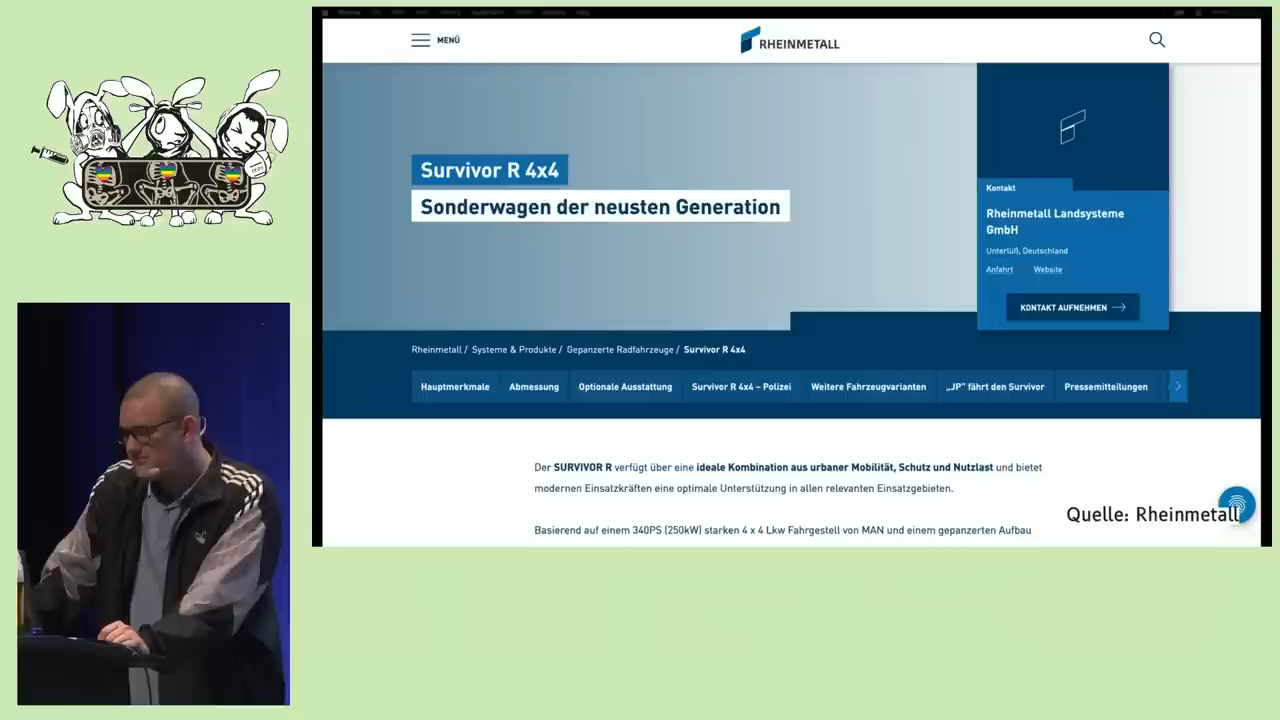 MENÜ
RHEINMETALL
Survivor R 4x4
Sonderwagen der neusten Generation
Kontakt
Rheinmetall Landsysteme
GmbH
Unterlüß, Deutschland
Anfahrt Website
KONTAKT AUFNEHMEN
Rheinmetall / Systeme & Produkte / Gepanzerte Radfahrzeuge / Survivor R 4x4
Hauptmerkmale Abmessung Optionale Ausstattung Survivor R 4x4 – Polizei Weitere Fahrzeugvarianten „JP“ fährt den Survivor Pressemitteilungen
Der SURVIVOR R verfügt über eine ideale Kombination aus urbaner Mobilität, Schutz und Nutzlast und bietet
modernen Einsatzkräften eine optimale Unterstützung in allen relevanten Einsatzgebieten.
Quelle: Rheinmetall
Basierend auf einem 340PS (250kW) starken 4 x 4 Lkw Fahrgestell von MAN und einem gepanzerten Aufbau